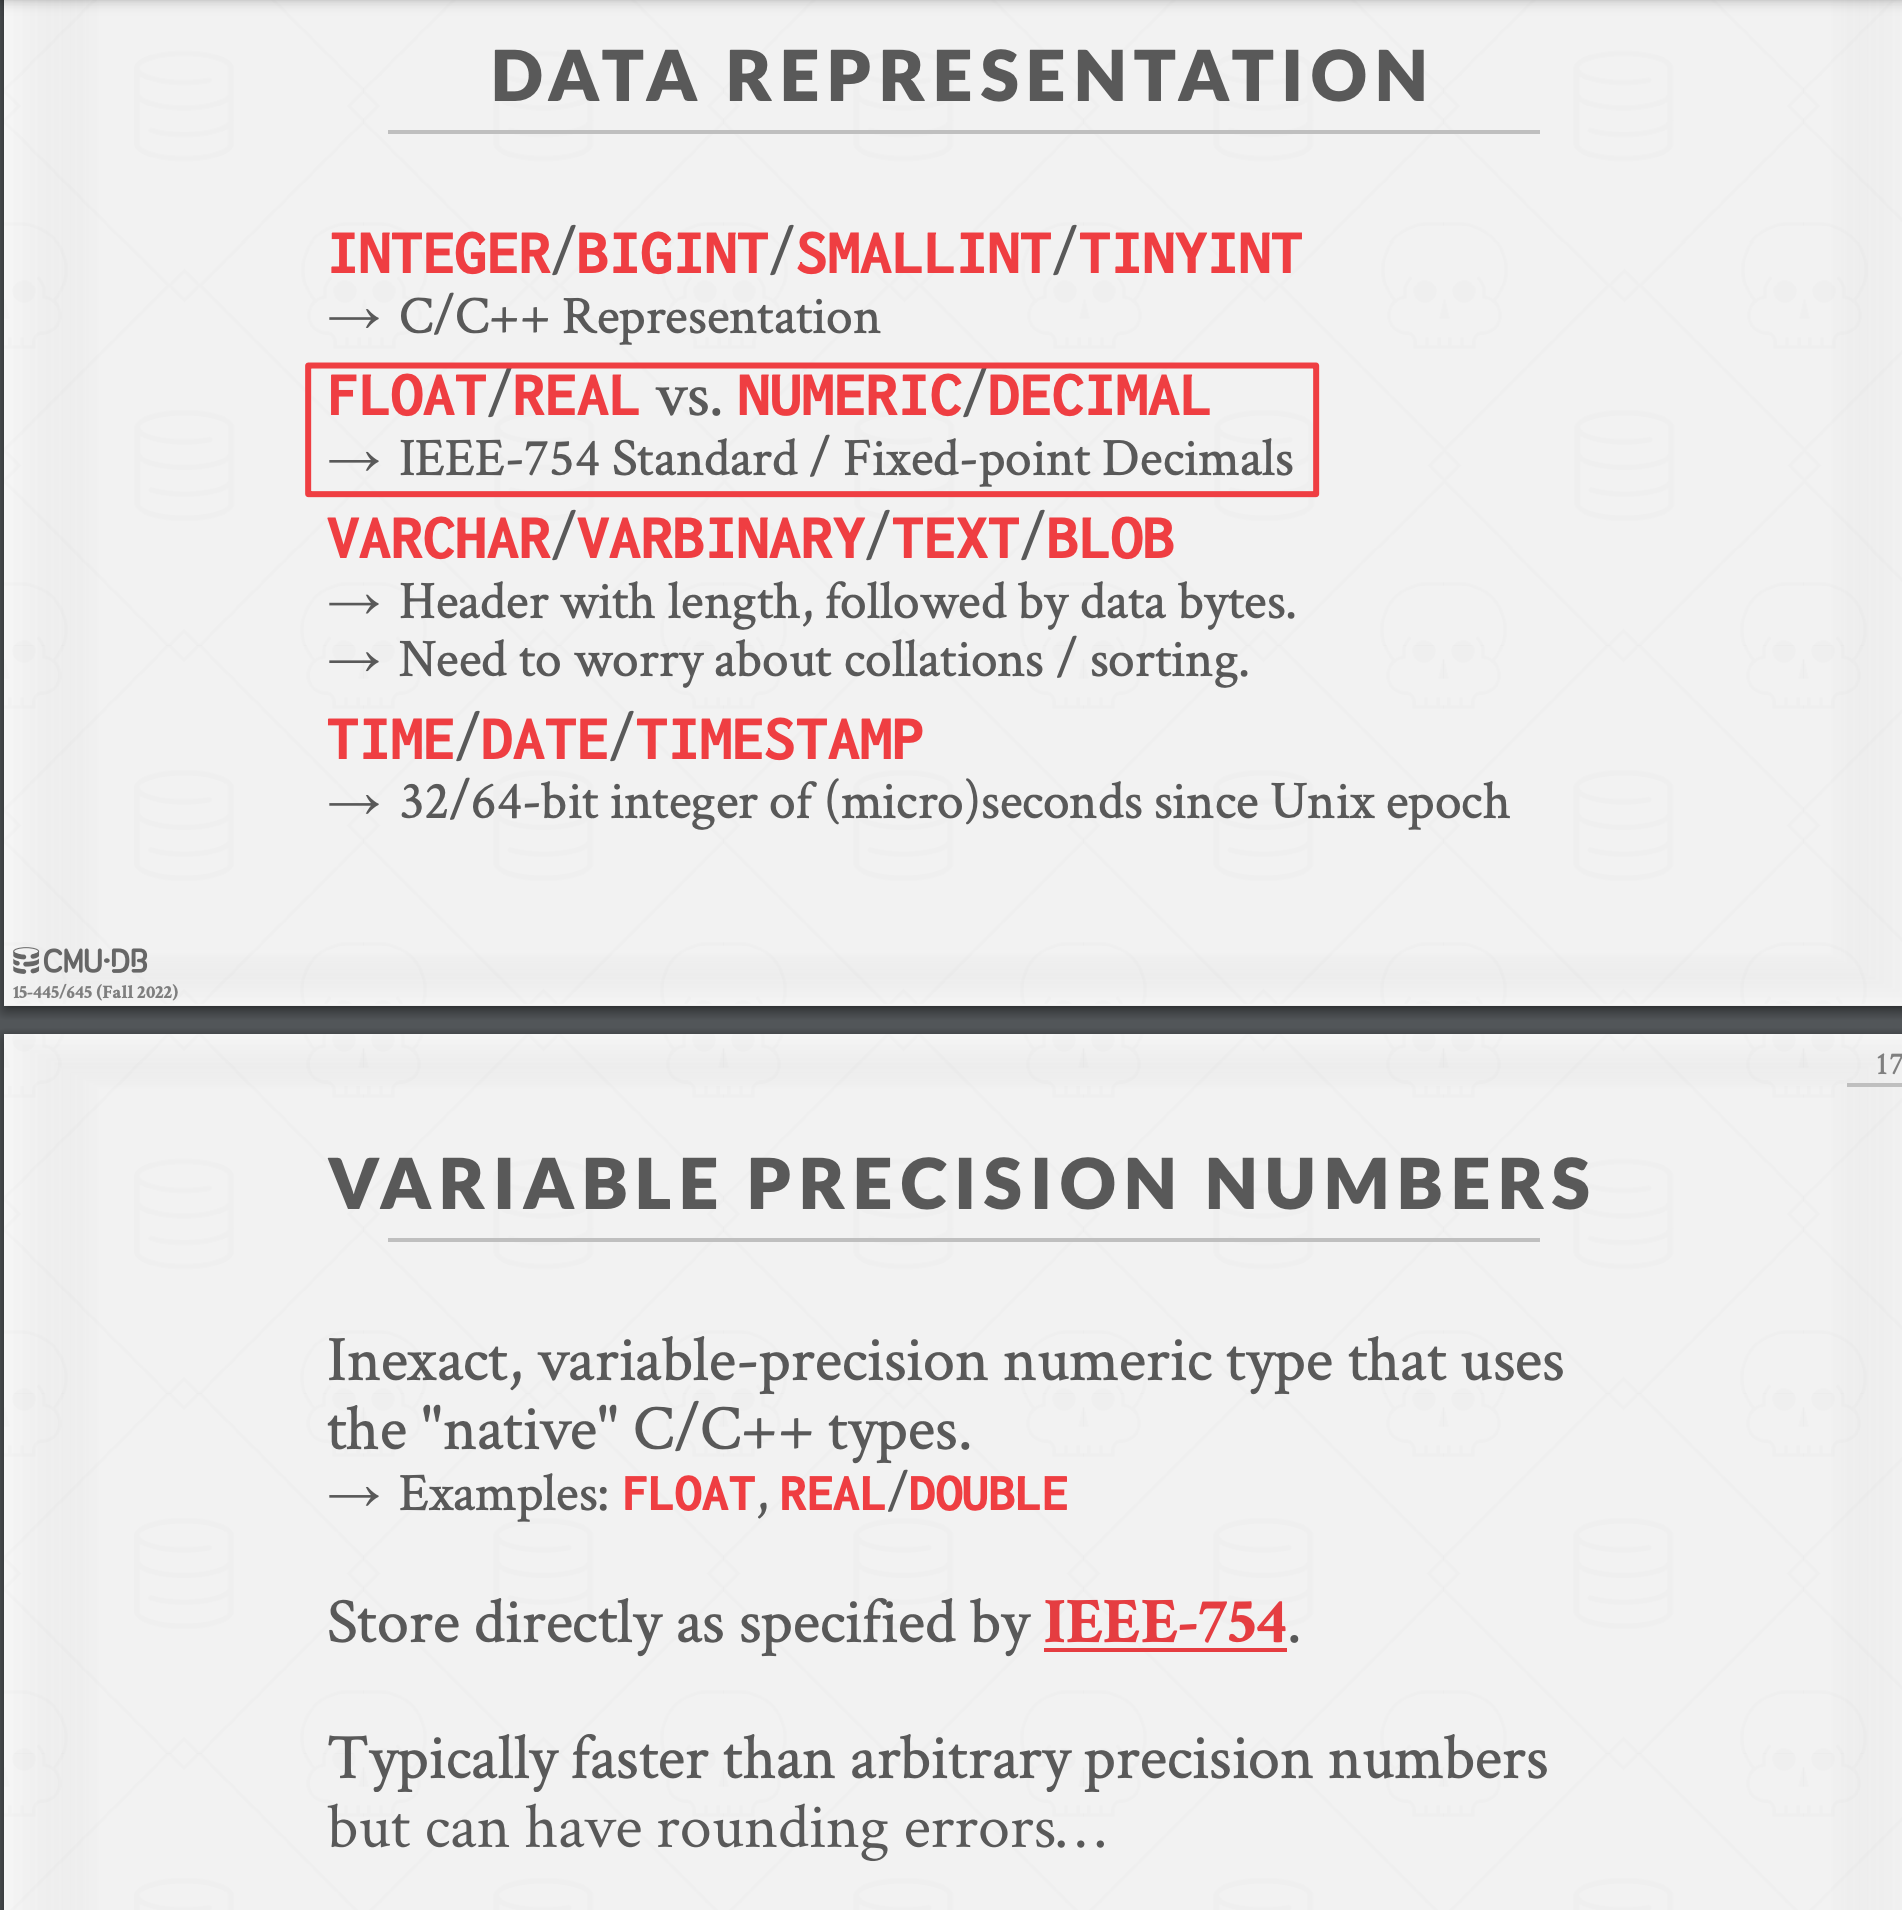 DATA REPRESENTATION
INTEGER/BIGINT/SMALLINT/TINYINT
→ C/C++ Representation
FLOAT/REAL vs. NUMERIC/DECIMAL
→ IEEE-754 Standard / Fixed-point Decimals
VARCHAR/VARBINARY/TEXT/BLOB
→ Header with length, followed by data bytes.
→ Need to worry about collations / sorting.
TIME/DATE/TIMESTAMP
→ 32/64-bit integer of (micro)seconds since Unix epoch
CMU·DB
15-445/645 (Fall 2022)
17
VARIABLE PRECISION NUMBERS
Inexact, variable-precision numeric type that uses
the "native" C/C++ types.
→ Examples: FLOAT, REAL/DOUBLE
Store directly as specified by IEEE-754.
Typically faster than arbitrary precision numbers
but can have rounding errors…